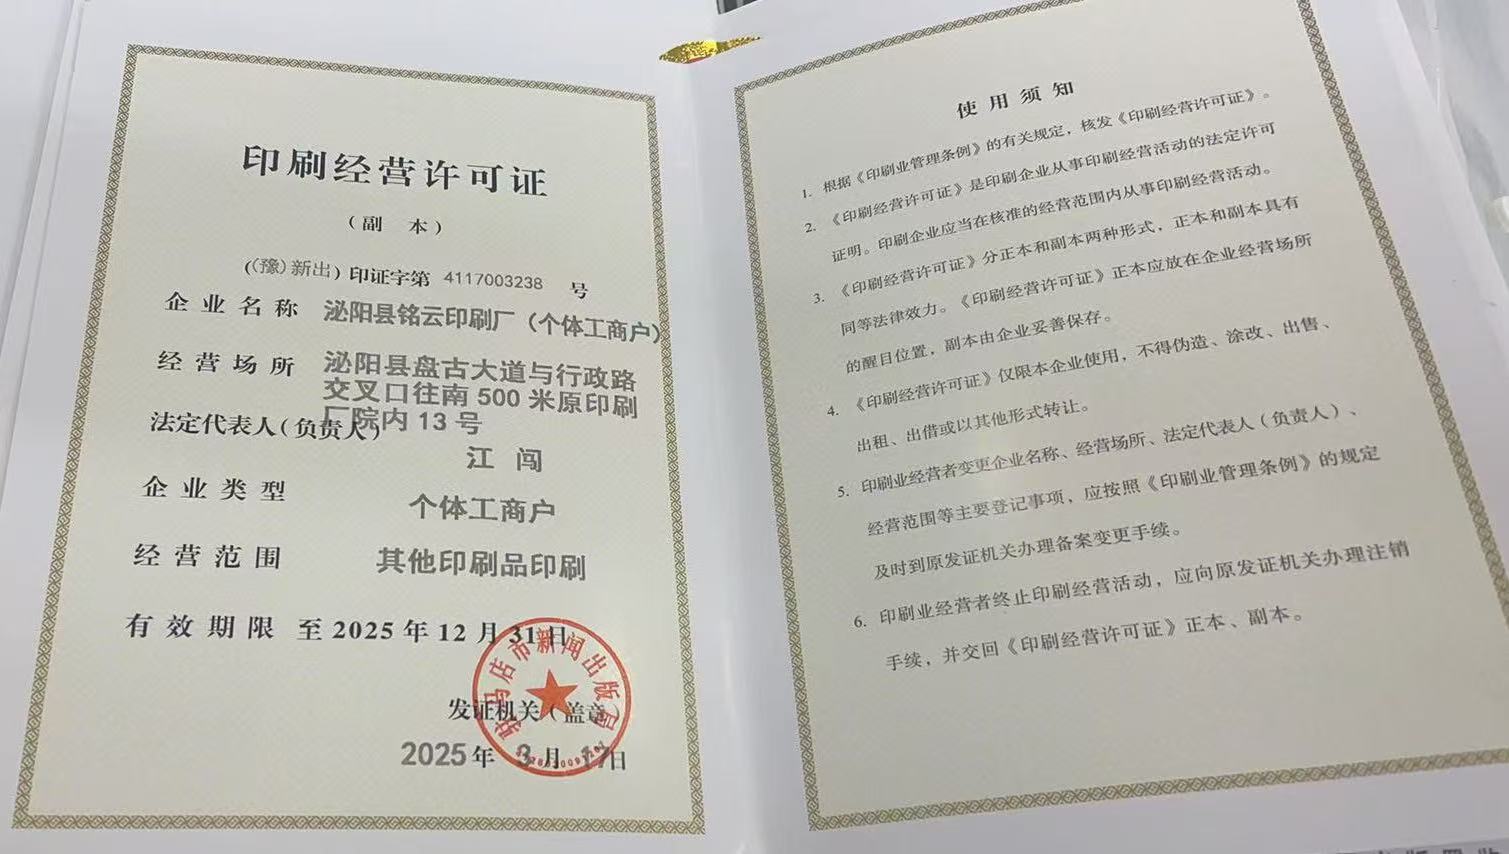 印刷经营许可证
（副 本）
（（豫）新出）印证字第 4117003238 号
企业名称 泌阳县铭云印刷厂（个体工商户）
经营场所 泌阳县盘古大道与行政路
交叉口往南 500 米原印刷
厂院内 13 号
法定代表人（负责人）
江 闯
企业类型 个体工商户
经营范围 其他印刷品印刷
有效期限 至 2025 年 12 月 31 日
驻马店市新闻出版局
发证机关（盖章）
2025 年 3 月 17 日
使用须知
1. 根据《印刷业管理条例》的有关规定，核发《印刷经营许可证》。
2. 《印刷经营许可证》是印刷企业从事印刷经营活动的法定许可
证明。印刷企业应当在核准的经营范围内从事印刷经营活动。
3. 《印刷经营许可证》分正本和副本两种形式，正本和副本具有
同等法律效力。《印刷经营许可证》正本应放在企业经营场所
的醒目位置，副本由企业妥善保存。
4. 《印刷经营许可证》仅限本企业使用，不得伪造、涂改、出售、
出租、出借或以其他形式转让。
5. 印刷业经营者变更企业名称、经营场所、法定代表人（负责人）、
经营范围等主要登记事项，应按照《印刷业管理条例》的规定
及时到原发证机关办理备案变更手续。
6. 印刷业经营者终止印刷经营活动，应向原发证机关办理注销
手续，并交回《印刷经营许可证》正本、副本。